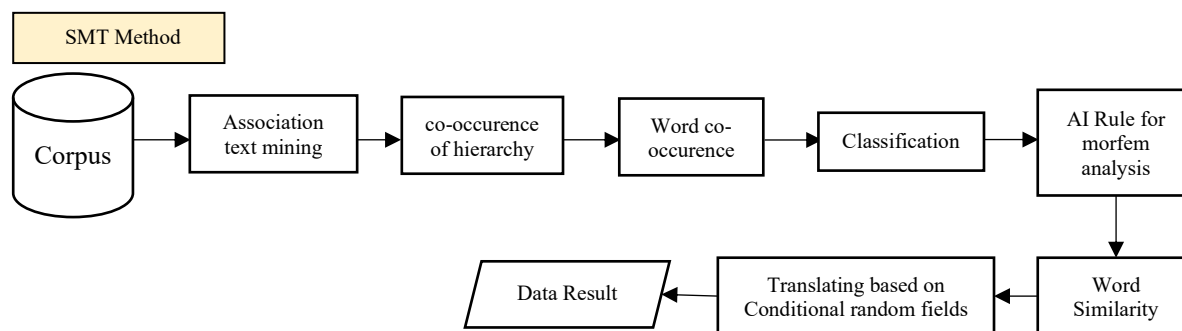 SMT Method
Corpus
Association
text mining
co-occurence
of hierarchy
Word co-
occurence
Classification
AI Rule for
morfem
analysis
Word
Similarity
Translating based on
Conditional random fields
Data Result